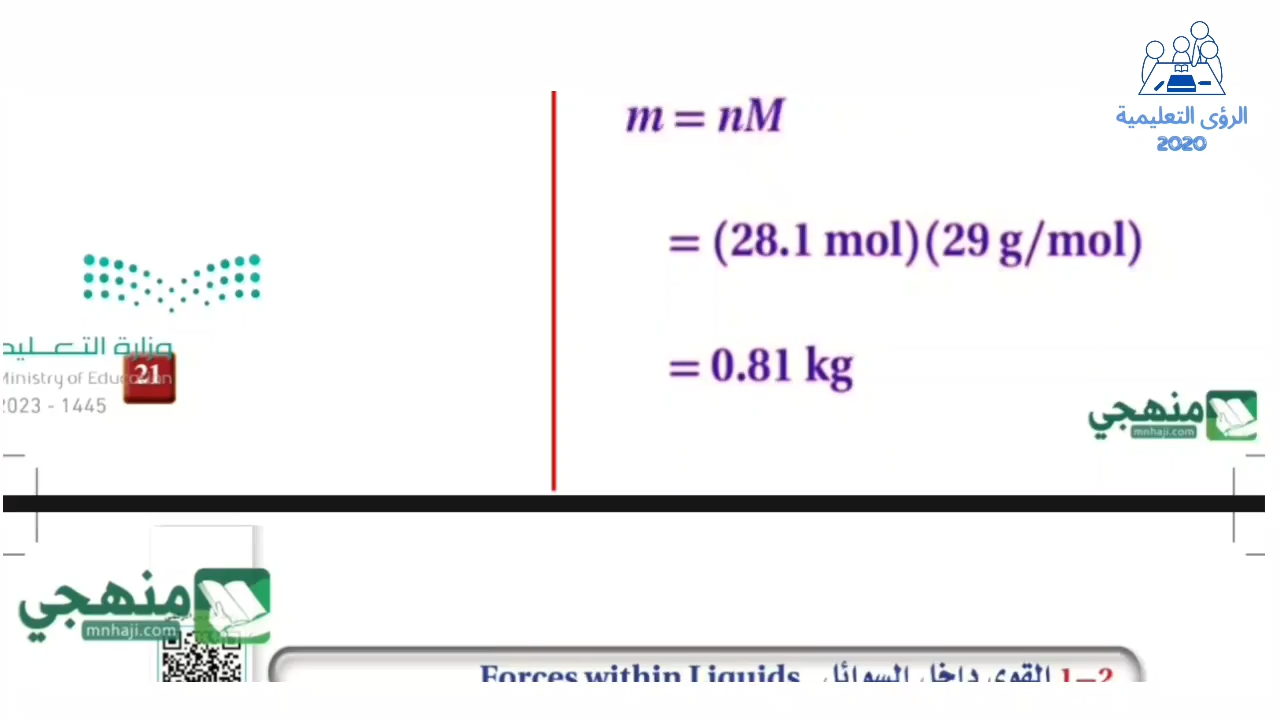 الرؤى التعليمية
2020
m = nM
= (28.1 mol)(29 g/mol)
= 0.81 kg
وزارة التعـليم
Ministry of Education
2023 - 1445
21
منهجي
mnhaji.com
منهجي
mnhaji.com
1-2 القوى داخل السوائل Forces within Liquids